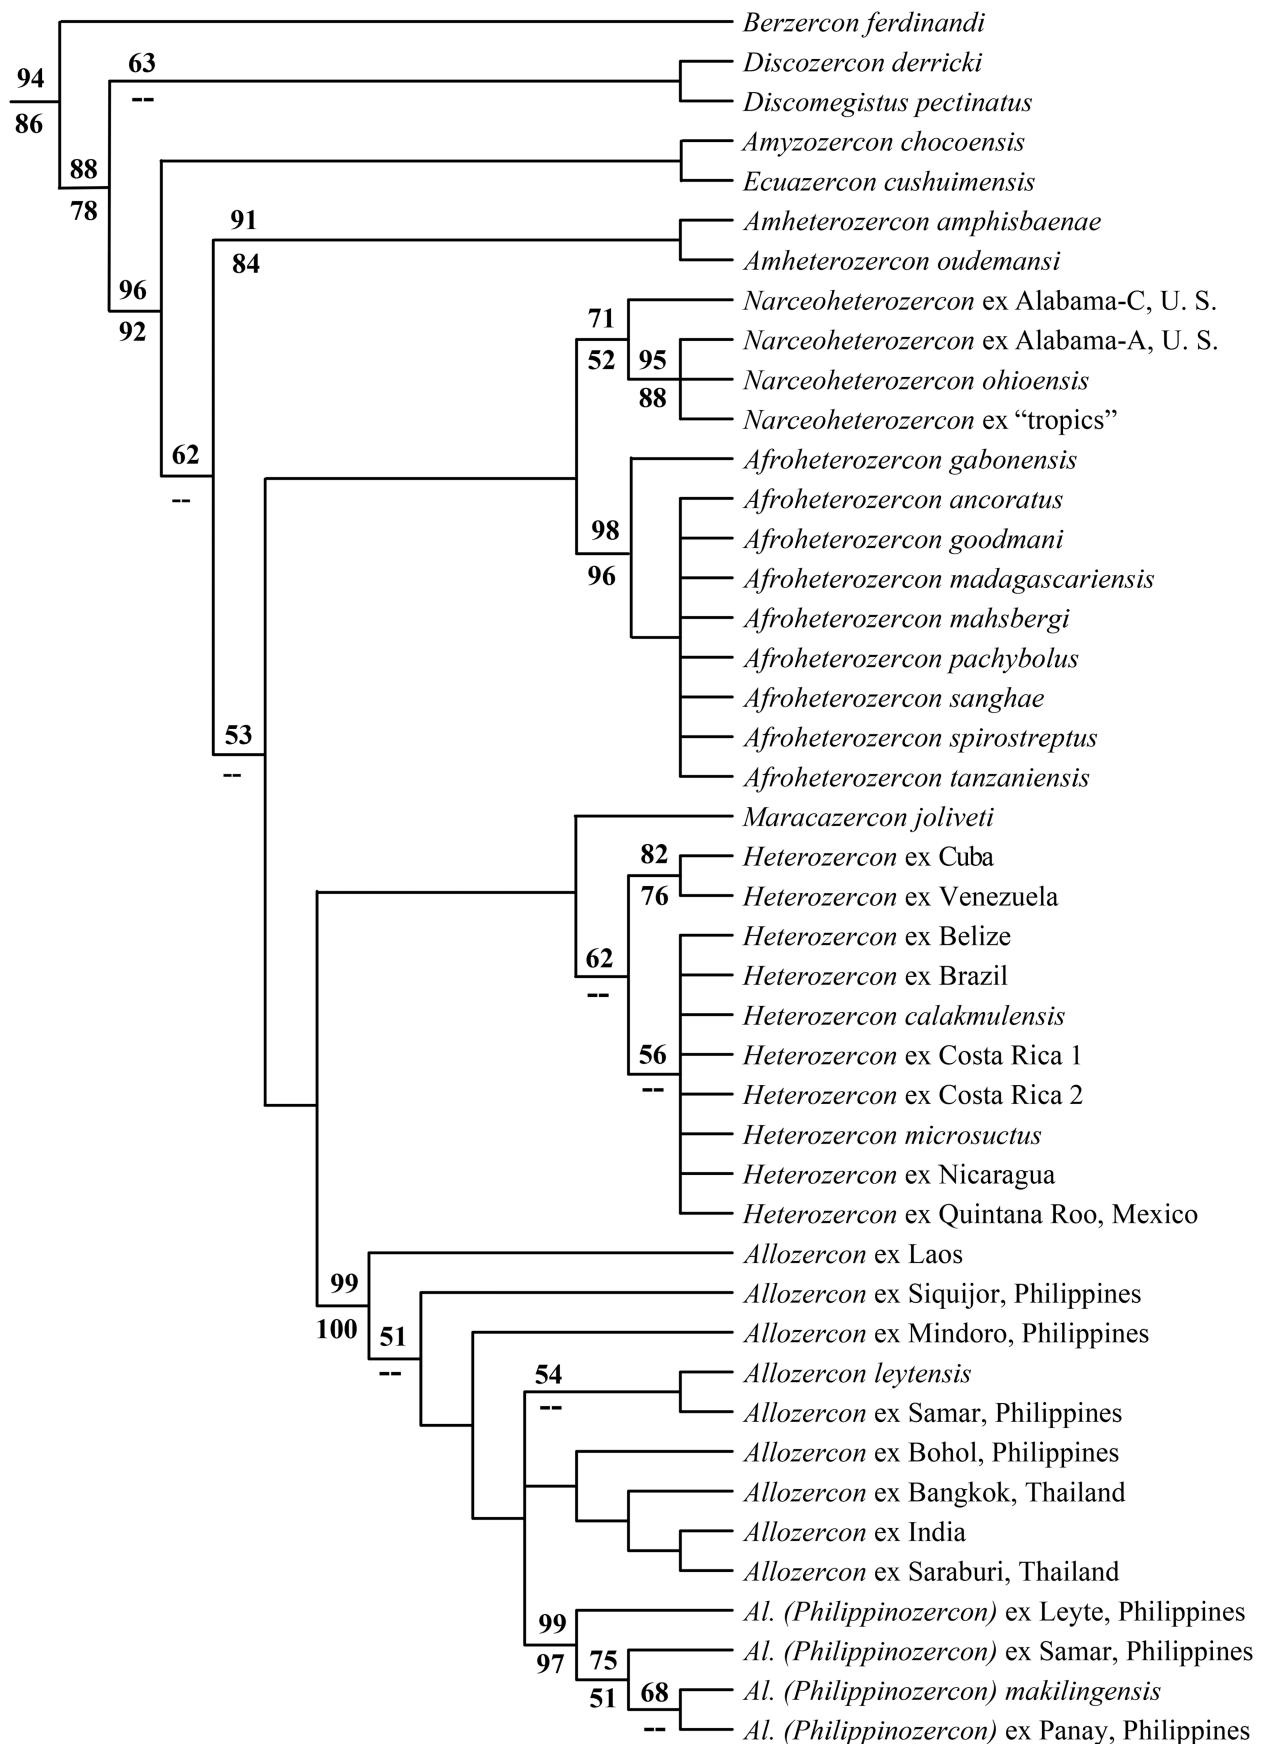 Berzercon ferdinandi
63
Discozercon derricki
94
--
Discomegistus pectinatus
86
Amyzozercon chocoensis
88
Ecuazercon cushuimensis
78
91
Amheterozercon amphisbaenae
84
Amheterozercon oudemansi
96
Narceoheterozercon ex Alabama-C, U. S.
92
71
Narceoheterozercon ex Alabama-A, U. S.
52
95
Narceoheterozercon ohioensis
88
Narceoheterozercon ex “tropics”
62
Afroheterozercon gabonensis
--
Afroheterozercon ancoratus
98
Afroheterozercon goodmani
96
Afroheterozercon madagascariensis
Afroheterozercon mahsbergi
Afroheterozercon pachybolus
Afroheterozercon sanghae
53
Afroheterozercon spirostreptus
--
Afroheterozercon tanzaniensis
Maracazercon joliveti
82
Heterozercon ex Cuba
76
Heterozercon ex Venezuela
Heterozercon ex Belize
62
Heterozercon ex Brazil
--
Heterozercon calakmulensis
56
Heterozercon ex Costa Rica 1
--
Heterozercon ex Costa Rica 2
Heterozercon microsuctus
Heterozercon ex Nicaragua
Heterozercon ex Quintana Roo, Mexico
Allozercon ex Laos
99
Allozercon ex Siquijor, Philippines
100
51
Allozercon ex Mindoro, Philippines
--
54
Allozercon leytensis
--
Allozercon ex Samar, Philippines
Allozercon ex Bohol, Philippines
Allozercon ex Bangkok, Thailand
Allozercon ex India
Allozercon ex Saraburi, Thailand
Al. (Philippinozercon) ex Leyte, Philippines
99
97
75
Al. (Philippinozercon) ex Samar, Philippines
51
68
Al. (Philippinozercon) makilingensis
--
Al. (Philippinozercon) ex Panay, Philippines